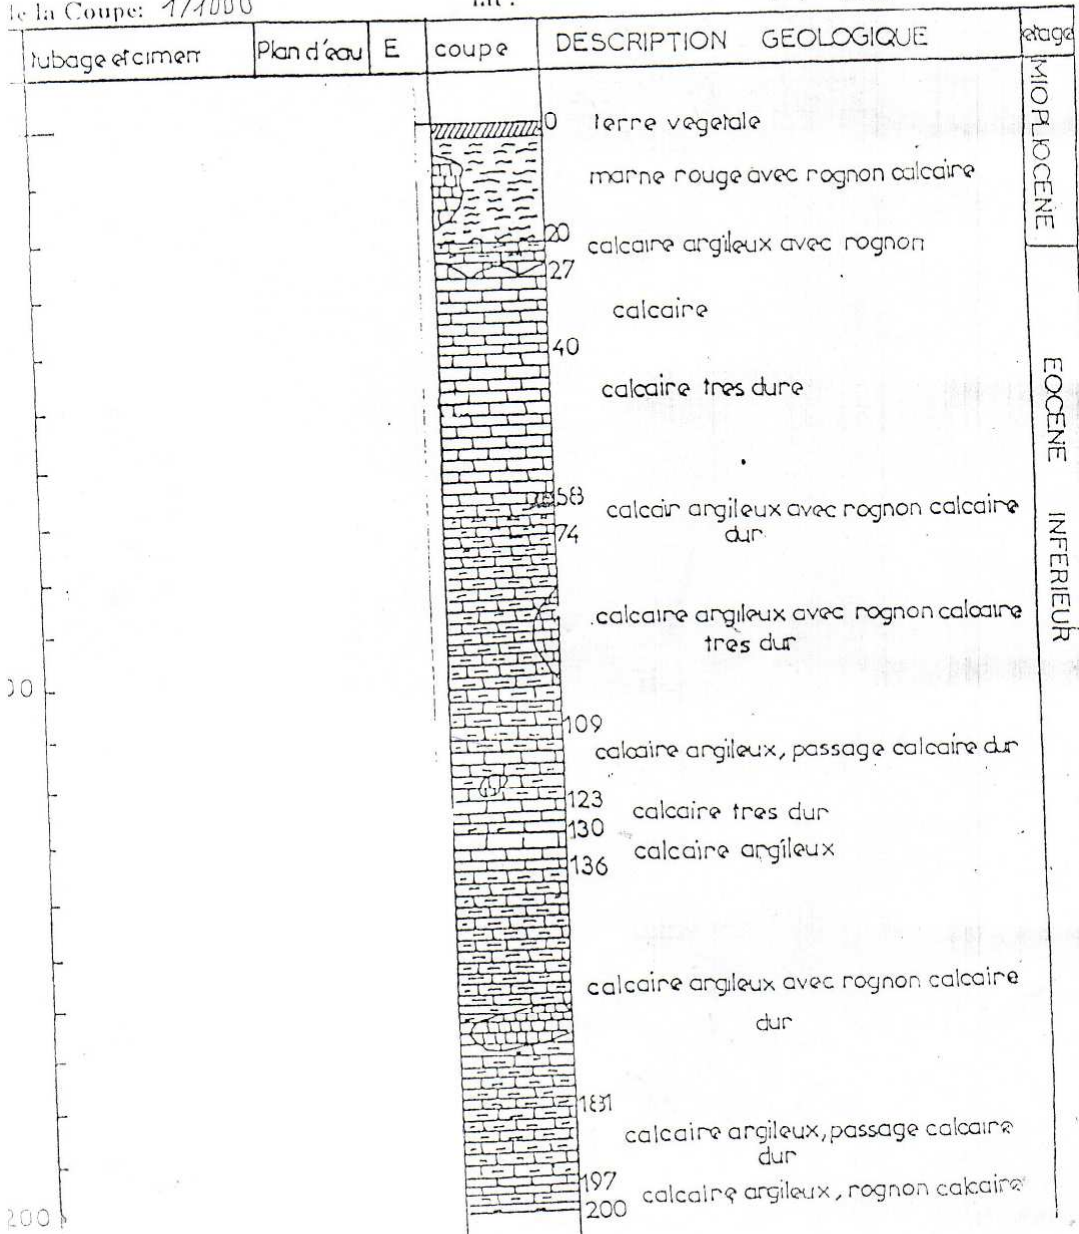 le la Coupe: 1/1000
tubage et ciment Plan d'eau E coupe DESCRIPTION GEOLOGIQUE etage
0 terre vegetale
MIOPLIOCENE
marne rouge avec rognon calcaire
20
calcaire argileux avec rognon
27
calcaire
40
EOCENE INFERIEUR
calcaire tres dure
58
calcair argileux avec rognon calcaire
dur
74
calcaire argileux avec rognon calcaire
tres dur
00
109
calcaire argileux, passage calcaire dur
123
calcaire tres dur
130
calcaire argileux
136
calcaire argileux avec rognon calcaire
dur
181
calcaire argileux, passage calcaire
dur
197
calcaire argileux, rognon calcaire
200
200